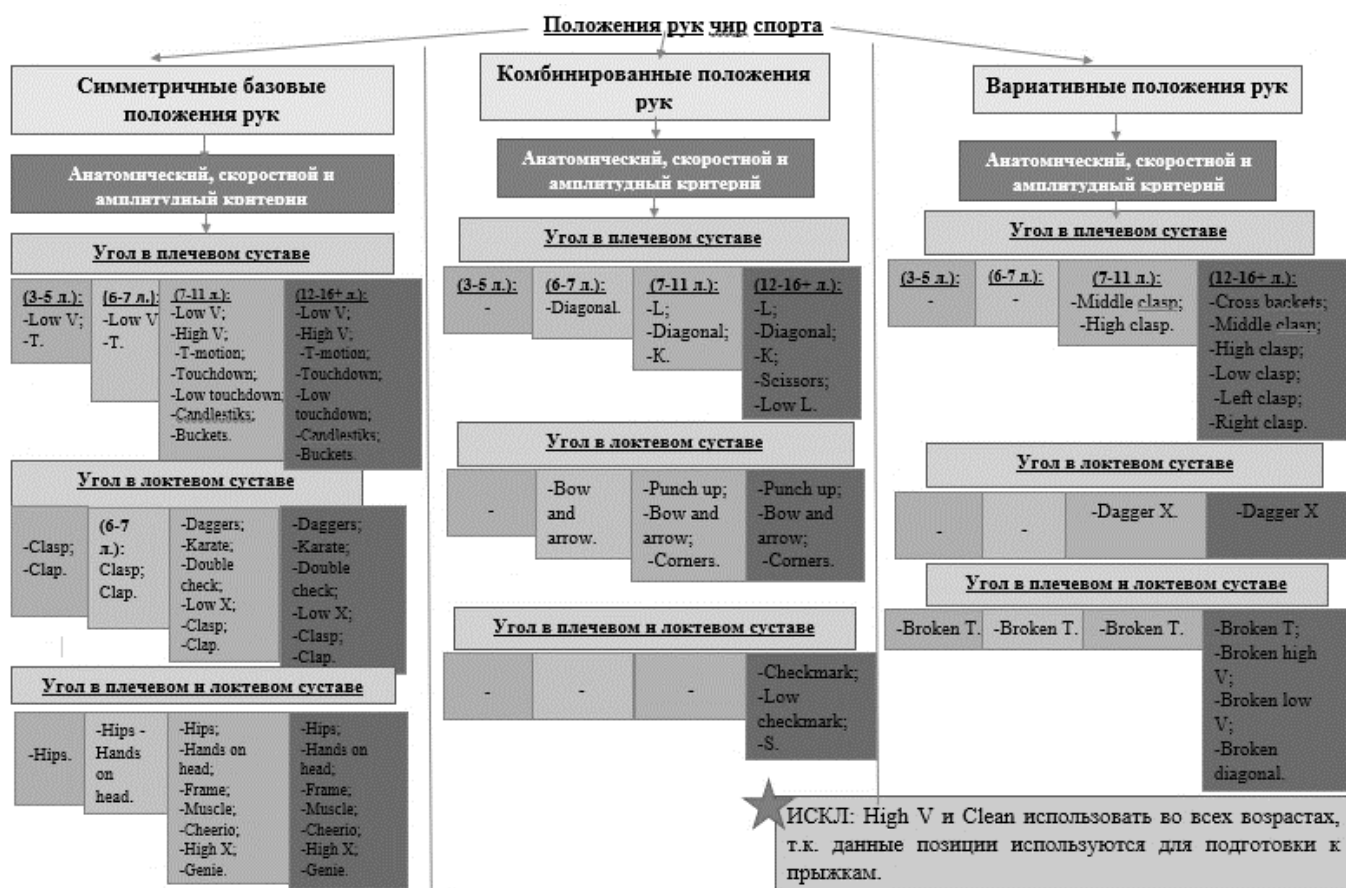 Положения рук чир спорта
Симметричные базовые
положения рук
Анатомический, скоростной и
амплитудный критерии
Угол в плечевом суставе
(3-5 л.):
-Low V;
-T.
(6-7 л.):
-Low V
-T.
(7-11 л.):
-Low V;
-High V;
-T-motion;
-Touchdown;
-Low touchdown;
-Candlestiks;
-Buckets.
(12-16+ л.):
-Low V;
-High V;
-T-motion;
-Touchdown;
-Low
touchdown;
-Candlestiks;
-Buckets.
Угол в локтевом суставе
-Clasp;
-Clap.
(6-7
л.):
Clasp;
Clap.
-Daggers;
-Karate;
-Double
check;
-Low X;
-Clasp;
-Clap.
-Daggers;
-Karate;
-Double
check;
-Low X;
-Clasp;
-Clap.
Угол в плечевом и локтевом суставе
-Hips.
-Hips -
Hands
on
head.
-Hips;
-Hands on
head;
-Frame;
-Muscle;
-Cheerio;
-High X;
-Genie.
-Hips;
-Hands on
head;
-Frame;
-Muscle;
-Cheerio;
-High X;
-Genie.
Комбинированные положения
рук
Анатомический, скоростной и
амплитудный критерий
Угол в плечевом суставе
(3-5 л.):
-
(6-7 л.):
-Diagonal.
(7-11 л.):
-L;
-Diagonal;
-K.
(12-16+ л.):
-L;
-Diagonal;
-K;
-Scissors;
-Low L.
Угол в локтевом суставе
-
-Bow
and
arrow.
-Punch up;
-Bow and
arrow;
-Corners.
-Punch up;
-Bow and
arrow;
-Corners.
Угол в плечевом и локтевом суставе
-
-
-
-Checkmark;
-Low
checkmark;
-S.
Вариативные положения рук
Анатомический, скоростной и
амплитудный критерий
Угол в плечевом суставе
(3-5 л.):
-
(6-7 л.):
-
(7-11 л.):
-Middle clasp;
-High clasp.
(12-16+ л.):
-Cross backets;
-Middle clasp;
-High clasp;
-Low clasp;
-Left clasp;
-Right clasp.
Угол в локтевом суставе
-
-
-Dagger X.
-Dagger X
Угол в плечевом и локтевом суставе
-Broken T.
-Broken T.
-Broken T.
-Broken T;
-Broken high
V;
-Broken low
V;
-Broken
diagonal.
ИСКЛ: High V и Clean использовать во всех возрастах,
т.к. данные позиции используются для подготовки к
прыжкам.